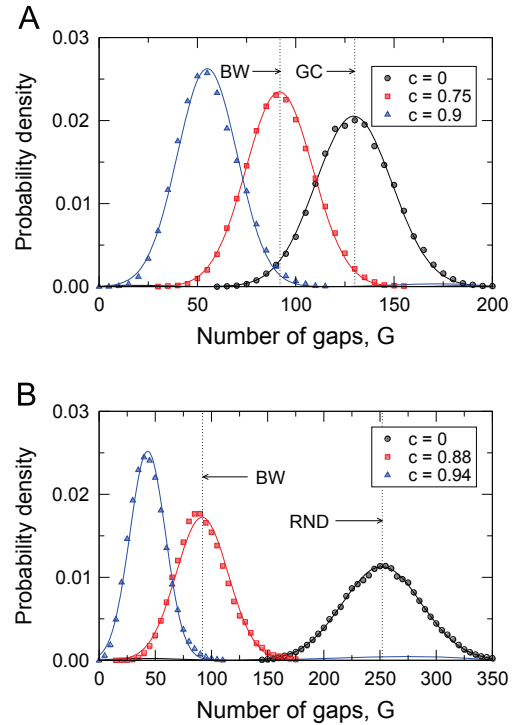 A
0.03
0.02
0.01
0.00
Probability density
BW
GC
c = 0
c = 0.75
c = 0.9
0
50
100
150
200
Number of gaps, G
B
0.03
0.02
0.01
0.00
Probability density
BW
RND
c = 0
c = 0.88
c = 0.94
0
50
100
150
200
250
300
350
Number of gaps, G